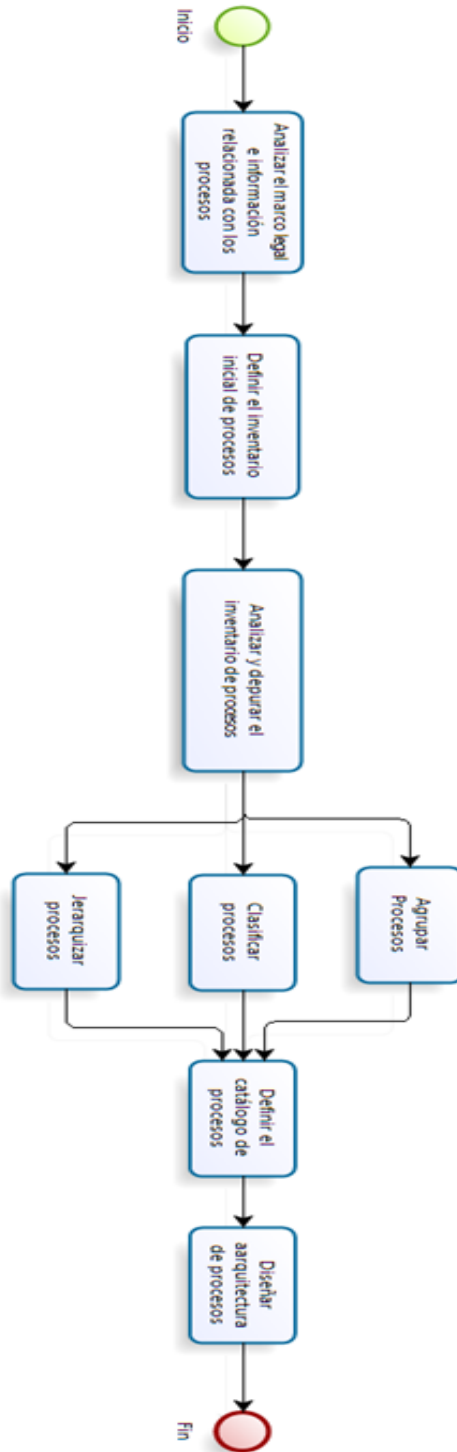 Inicio
Analizar el marco legal
e información
relacionada con los
procesos
Definir el inventario
inicial de procesos
Analizar y depurar el
inventario de procesos
Agrupar
Procesos
Clasificar
procesos
Jerarquizar
procesos
Definir el
catálogo de
procesos
Diseñar
aarquitectura
de procesos
Fin